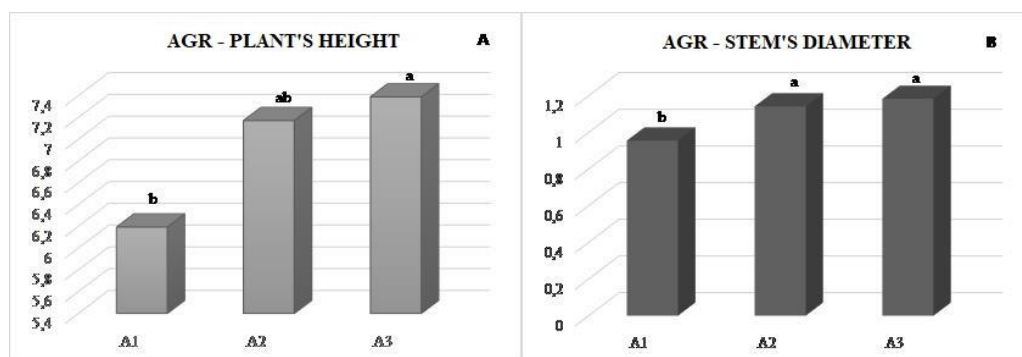 AGR - PLANT'S HEIGHT
A
7,4
7,2
7
6,8
6,6
6,4
6,2
6
5,8
5,6
5,4
b
ab
a
A1
A2
A3
AGR - STEM'S DIAMETER
B
1,2
1
0,8
0,6
0,4
0,2
0
b
a
a
A1
A2
A3